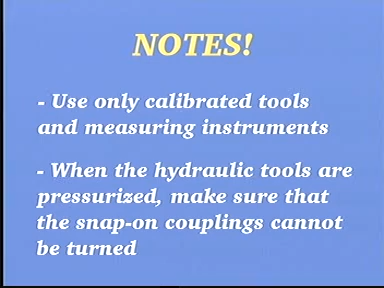 NOTES!
- Use only calibrated tools
and measuring instruments
- When the hydraulic tools are
pressurized, make sure that
the snap-on couplings cannot
be turned